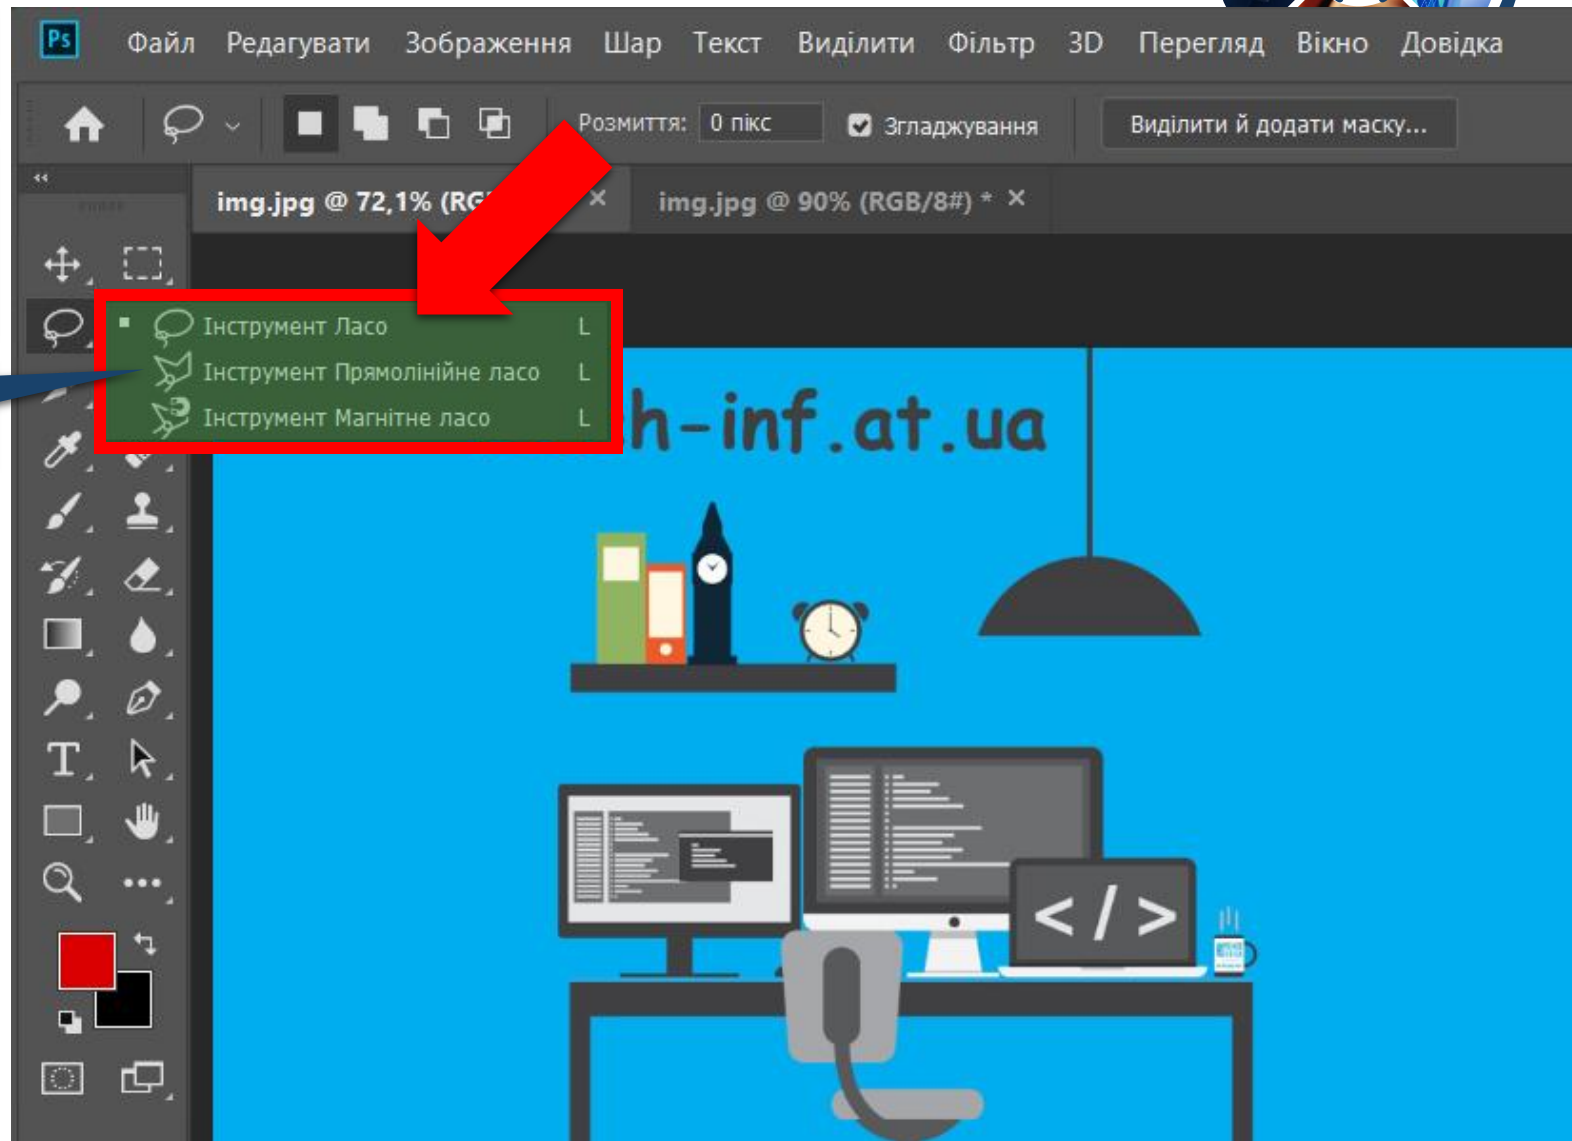 Ps Файл Редагувати Зображення Шар Текст Виділити Фільтр 3D Перегляд Вікно Довідка
Розмиття: 0 пікс Згладжування Виділити й додати маску...
img.jpg @ 72,1% (RG × img.jpg @ 90% (RGB/8#) * ×
Інструмент Ласо L
Інструмент Прямолінійне ласо L
Інструмент Магнітне ласо L
h-inf.at.ua
</>